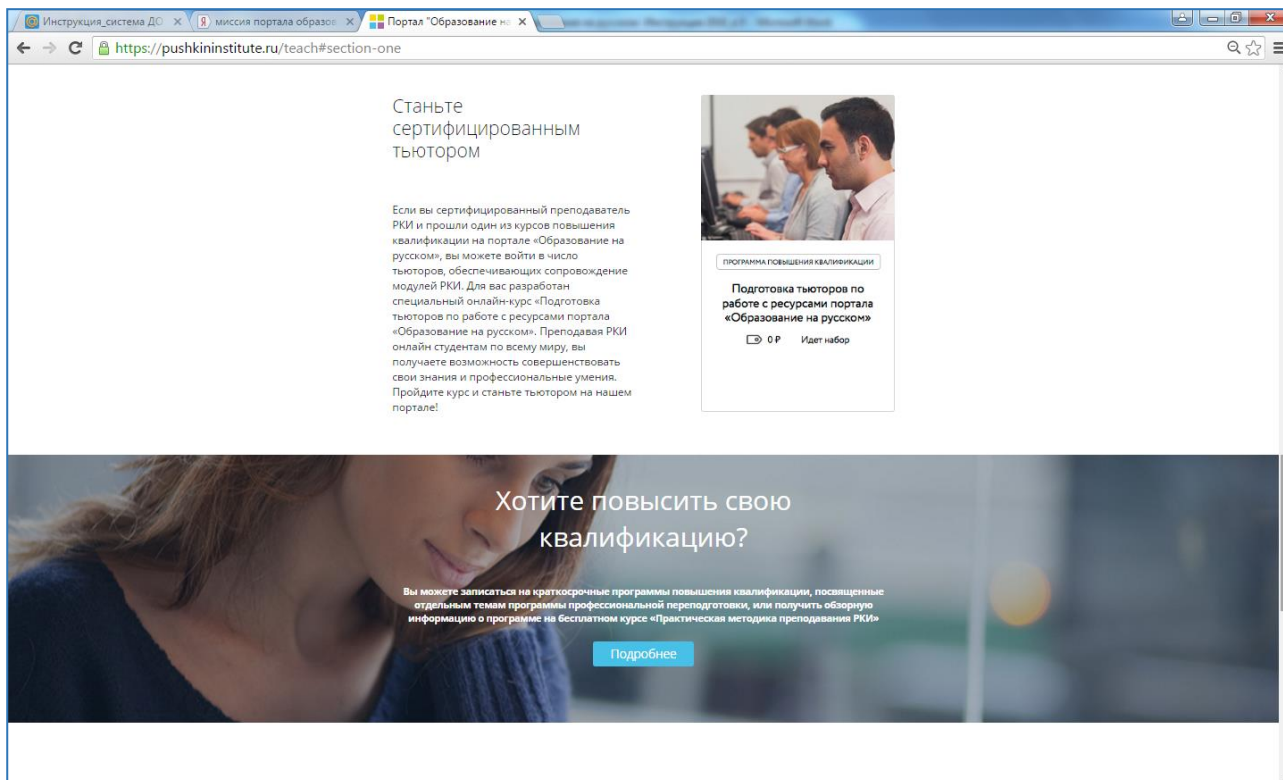 Инструкция_система ДО
миссия портала образов
Портал "Образование на
https://pushkininstitute.ru/teach#section-one
Станьте
сертифицированным
тьютором
Если вы сертифицированный преподаватель
РКИ и прошли один из курсов повышения
квалификации на портале «Образование на
русском», вы можете войти в число
тьюторов, обеспечивающих сопровождение
модулей РКИ. Для вас разработан
специальный онлайн-курс «Подготовка
тьюторов по работе с ресурсами портала
«Образование на русском». Преподавая РКИ
онлайн студентам по всему миру, вы
получаете возможность совершенствовать
свои знания и профессиональные умения.
Пройдите курс и станьте тьютором на нашем
портале!
ПРОГРАММА ПОВЫШЕНИЯ КВАЛИФИКАЦИИ
Подготовка тьюторов по
работе с ресурсами портала
«Образование на русском»
0 ₽ Идет набор
Хотите повысить свою
квалификацию?
Вы можете записаться на краткосрочные программы повышения квалификации, посвященные
отдельным темам программы профессиональной переподготовки, или получить обзорную
информацию о программе на бесплатном курсе «Практическая методика преподавания РКИ»
Подробнее